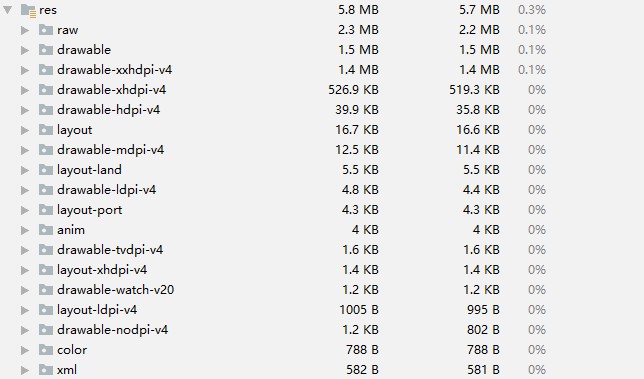 res 5.8 MB 5.7 MB 0.3%
raw 2.3 MB 2.2 MB 0.1%
drawable 1.5 MB 1.5 MB 0.1%
drawable-xxhdpi-v4 1.4 MB 1.4 MB 0.1%
drawable-xhdpi-v4 526.9 KB 519.3 KB 0%
drawable-hdpi-v4 39.9 KB 35.8 KB 0%
layout 16.7 KB 16.6 KB 0%
drawable-mdpi-v4 12.5 KB 11.4 KB 0%
layout-land 5.5 KB 5.5 KB 0%
drawable-ldpi-v4 4.8 KB 4.4 KB 0%
layout-port 4.3 KB 4.3 KB 0%
anim 4 KB 4 KB 0%
drawable-tvdpi-v4 1.6 KB 1.6 KB 0%
layout-xhdpi-v4 1.4 KB 1.4 KB 0%
drawable-watch-v20 1.2 KB 1.2 KB 0%
layout-ldpi-v4 1005 B 995 B 0%
drawable-nodpi-v4 1.2 KB 802 B 0%
color 788 B 788 B 0%
xml 582 B 581 B 0%